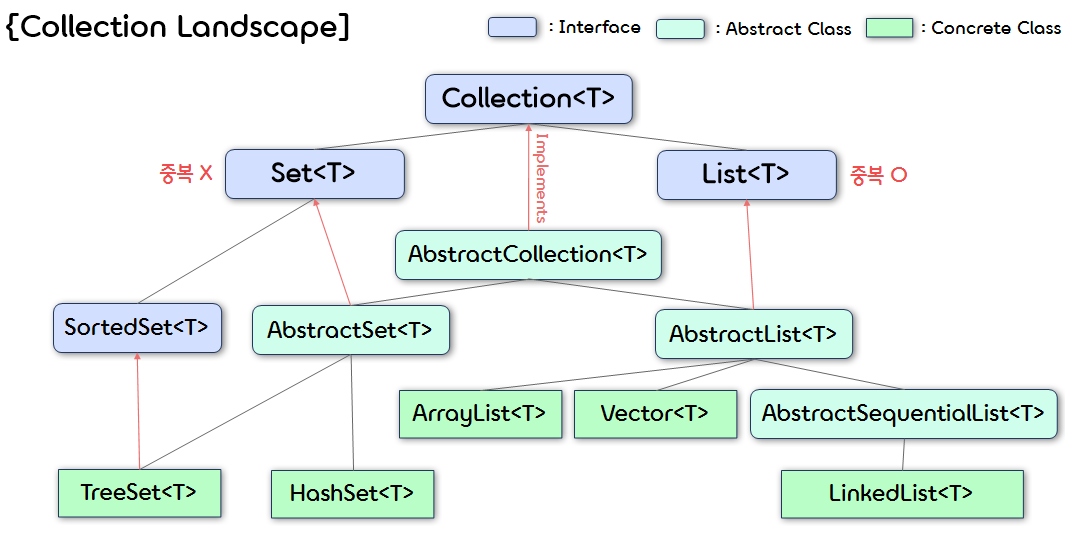 {Collection Landscape]
: Interface
: Abstract Class
: Concrete Class
Collection<T>
Implements
중복 X
Set<T>
List<T>
중복 O
AbstractCollection<T>
SortedSet<T>
AbstractSet<T>
AbstractList<T>
ArrayList<T>
Vector<T>
AbstractSequentialList<T>
TreeSet<T>
HashSet<T>
LinkedList<T>